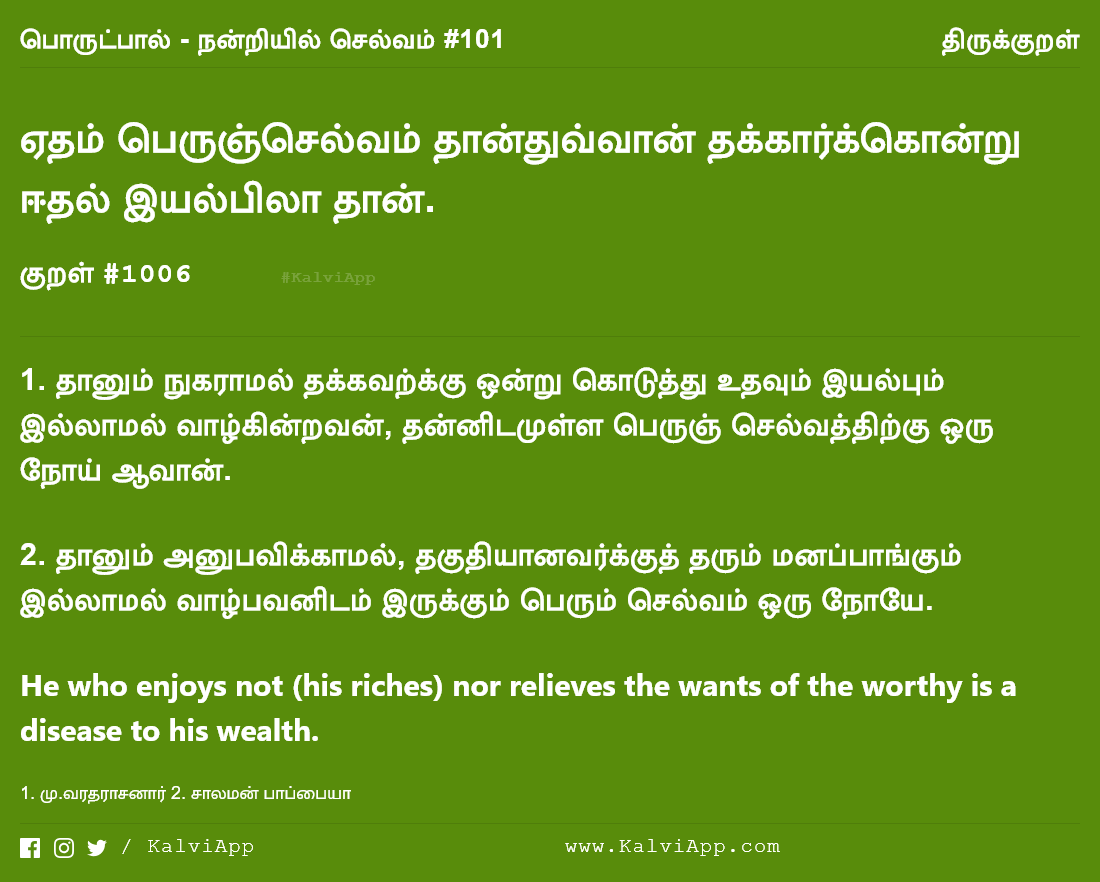 பொருட்பால் - நன்றியில் செல்வம் #101 திருக்குறள்
ஏதம் பெருஞ்செல்வம் தான்துவ்வான் தக்கார்க்கொன்று
ஈதல் இயல்பிலா தான்.
குறள் #1006 #KalviApp
1. தானும் நுகராமல் தக்கவற்க்கு ஒன்று கொடுத்து உதவும் இயல்பும்
இல்லாமல் வாழ்கின்றவன், தன்னிடமுள்ள பெருஞ் செல்வத்திற்கு ஒரு
நோய் ஆவான்.
2. தானும் அனுபவிக்காமல், தகுதியானவர்க்குத் தரும் மனப்பாங்கும்
இல்லாமல் வாழ்பவனிடம் இருக்கும் பெரும் செல்வம் ஒரு நோயே.
He who enjoys not (his riches) nor relieves the wants of the worthy is a
disease to his wealth.
1. மு.வரதராசனார் 2. சாலமன் பாப்பையா
/ KalviApp www.KalviApp.com